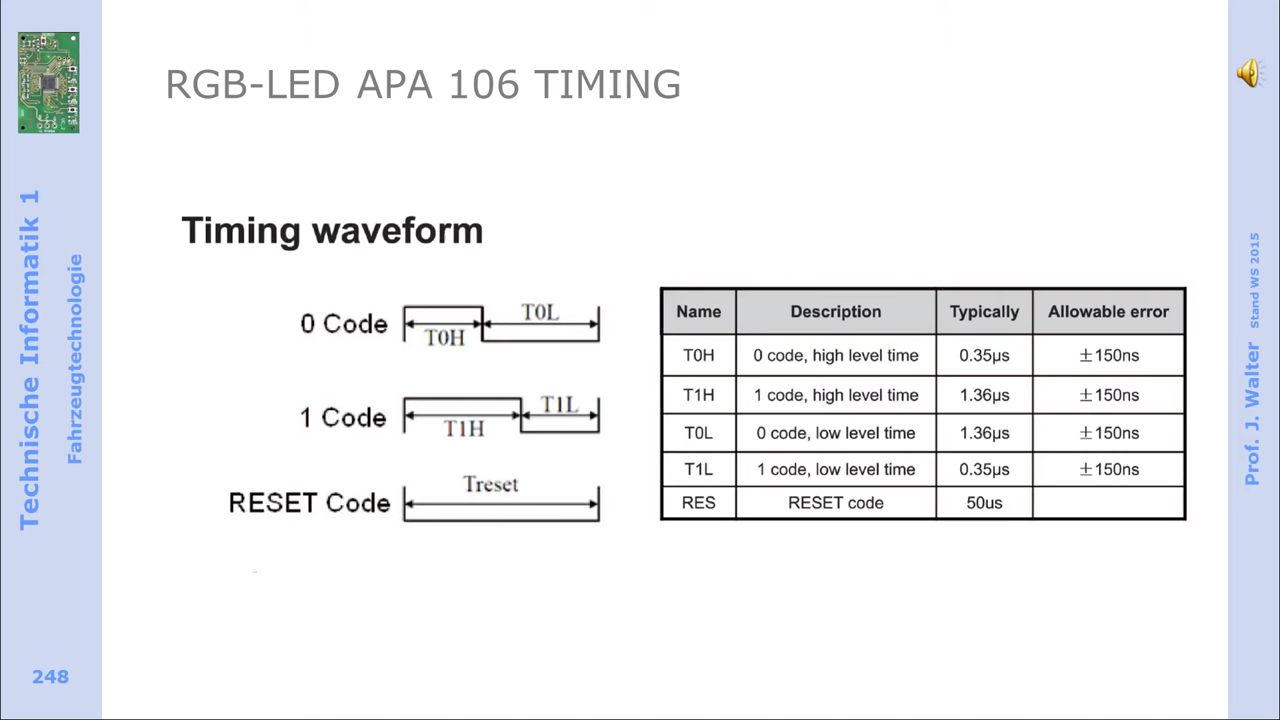 RGB-LED APA 106 TIMING
Technische Informatik 1
Fahrzeugtechnologie
Timing waveform
0 Code
T0H
T0L
1 Code
T1H
T1L
RESET Code
Treset
Name Description Typically Allowable error
T0H 0 code, high level time 0.35µs ±150ns
T1H 1 code, high level time 1.36µs ±150ns
T0L 0 code, low level time 1.36µs ±150ns
T1L 1 code, low level time 0.35µs ±150ns
RES RESET code 50us
Prof. J. Walter Stand WS 2015
248